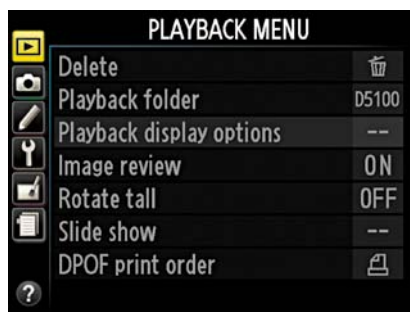 PLAYBACK MENU
Delete
Playback folder D5100
Playback display options --
Image review ON
Rotate tall OFF
Slide show --
DPOF print order
?